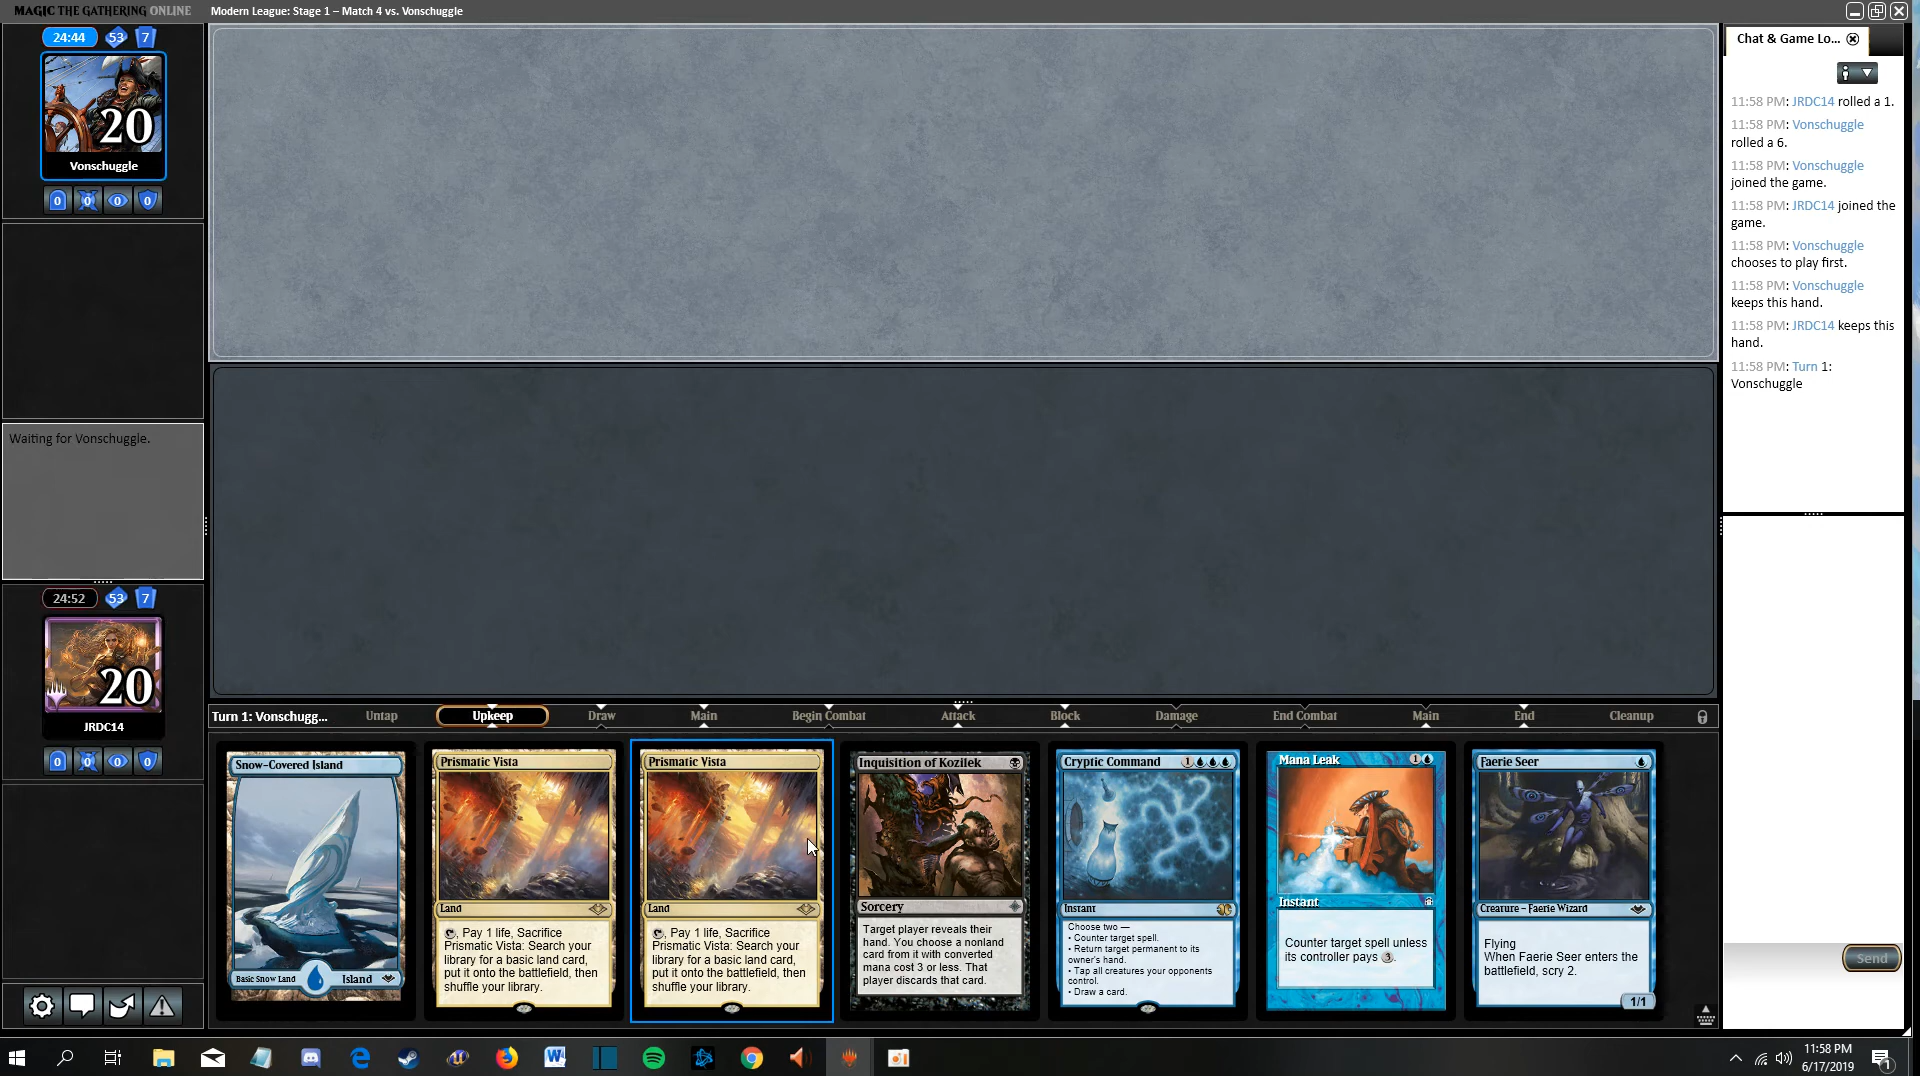 MAGIC THE GATHERING ONLINE
Modern League: Stage 1 – Match 4 vs. Vonschuggle
24:44
53
7
20
Vonschuggle
0
0
0
0
Waiting for Vonschuggle.
24:52
53
7
20
JRDC14
0
0
0
0
Chat & Game Lo...
11:58 PM: JRDC14 rolled a 1.
11:58 PM: Vonschuggle
rolled a 6.
11:58 PM: Vonschuggle
joined the game.
11:58 PM: JRDC14 joined the
game.
11:58 PM: Vonschuggle
chooses to play first.
11:58 PM: Vonschuggle
keeps this hand.
11:58 PM: JRDC14 keeps this
hand.
11:58 PM: Turn 1:
Vonschuggle
Send
Turn 1: Vonschugg...
Untap
Upkeep
Draw
Main
Begin Combat
Attack
Block
Damage
End Combat
Main
End
Cleanup
Snow-Covered Island
Basic Snow Land
Island
Prismatic Vista
Land
, Pay 1 life, Sacrifice
Prismatic Vista: Search your
library for a basic land card,
put it onto the battlefield, then
shuffle your library.
Prismatic Vista
Land
, Pay 1 life, Sacrifice
Prismatic Vista: Search your
library for a basic land card,
put it onto the battlefield, then
shuffle your library.
Inquisition of Kozilek
Sorcery
Target player reveals their
hand. You choose a nonland
card from it with converted
mana cost 3 or less. That
player discards that card.
Cryptic Command
1
Instant
Choose two —
• Counter target spell.
• Return target permanent to its
owner's hand.
• Tap all creatures your opponents
control.
• Draw a card.
Mana Leak
1
Instant
Counter target spell unless
its controller pays 3.
Faerie Seer
Creature – Faerie Wizard
Flying
When Faerie Seer enters the
battlefield, scry 2.
1/1
11:58 PM
6/17/2019
1